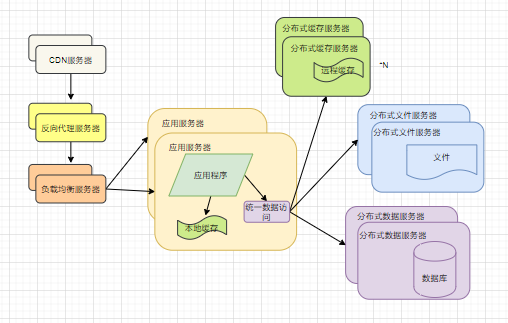 分布式缓存服务器
分布式缓存服务器
远程缓存
N
CDN服务器
反向代理服务器
负载均衡服务器
应用服务器
应用服务器
应用程序
本地缓存
统一数据访
问
分布式文件服务器
分布式文件服务器
文件
分布式数据服务器
分布式数据服务器
数据库